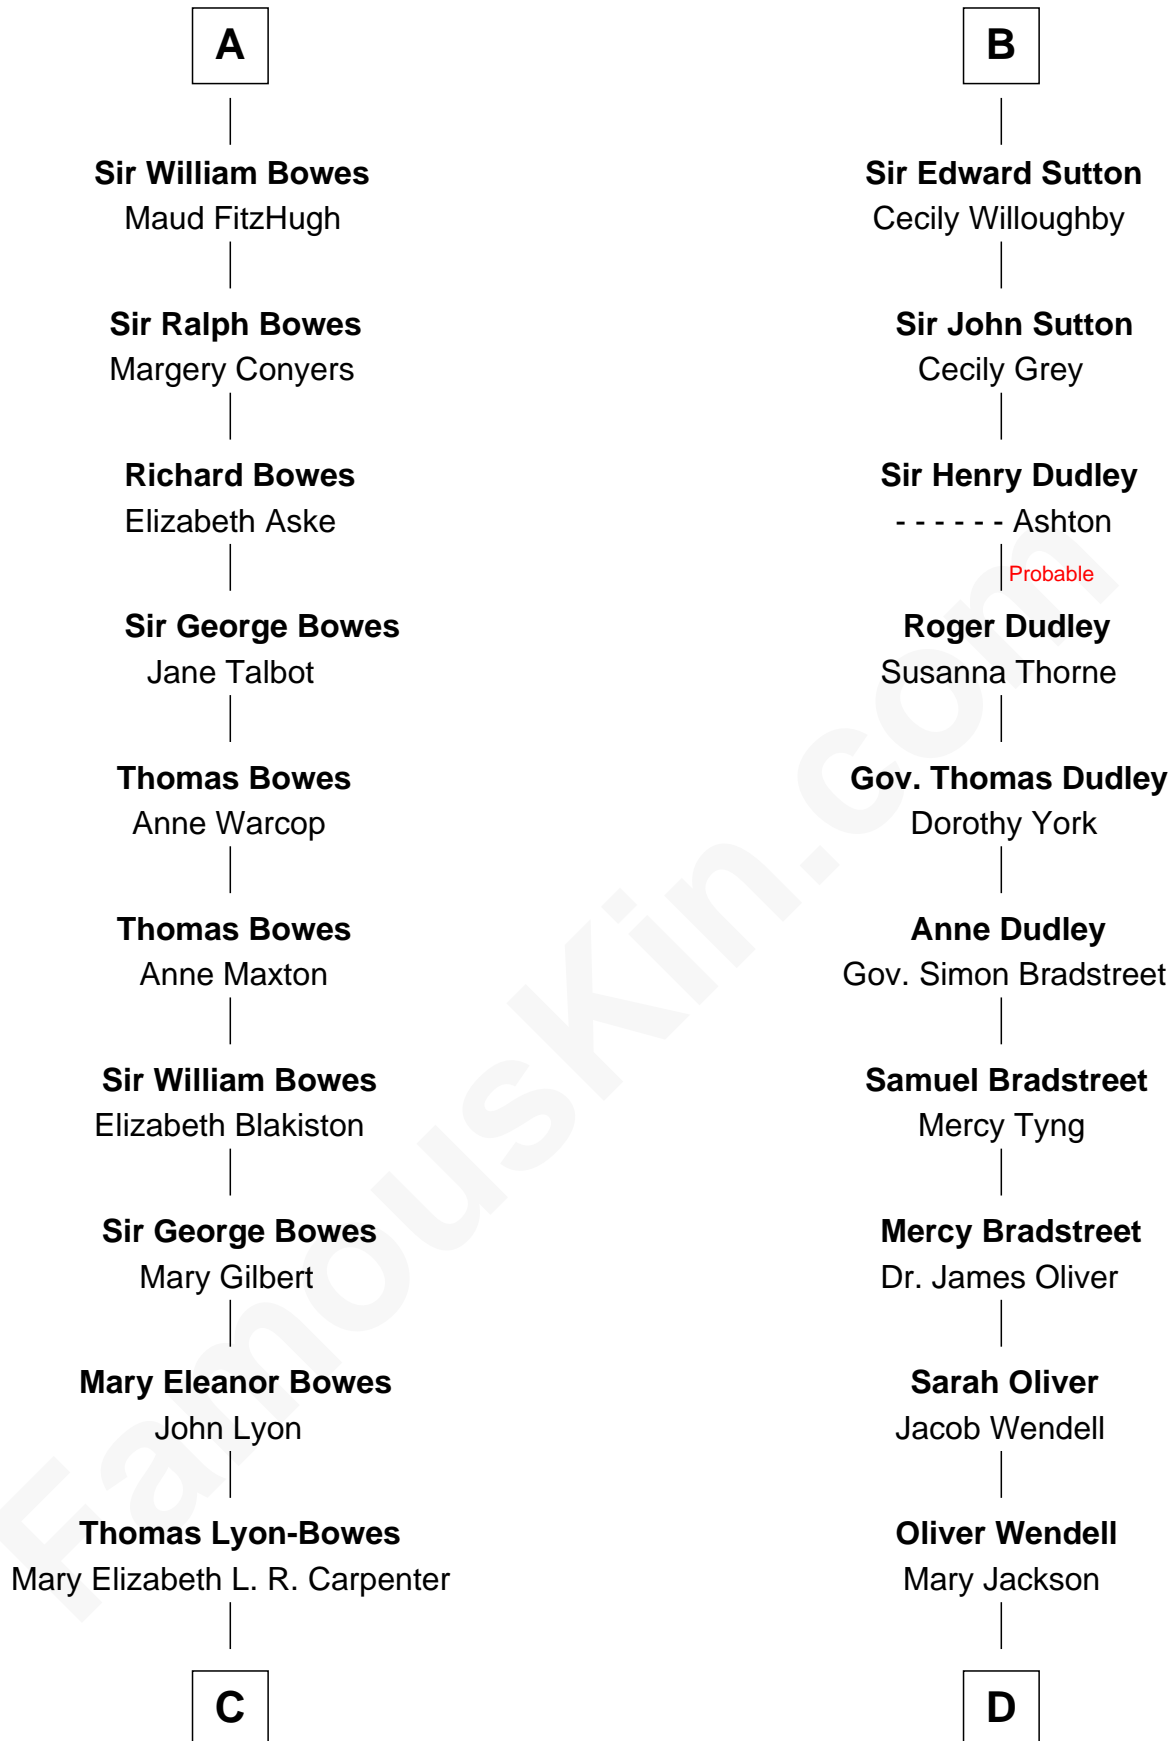 A
Sir William Bowes
Maud FitzHugh
Sir Ralph Bowes
Margery Conyers
Richard Bowes
Elizabeth Aske
Sir George Bowes
Jane Talbot
Thomas Bowes
Anne Warcop
Thomas Bowes
Anne Maxton
Sir William Bowes
Elizabeth Blakiston
Sir George Bowes
Mary Gilbert
Mary Eleanor Bowes
John Lyon
Thomas Lyon-Bowes
Mary Elizabeth L. R. Carpenter
C
B
Sir Edward Sutton
Cecily Willoughby
Sir John Sutton
Cecily Grey
Sir Henry Dudley
- - - - - - Ashton
Probable
Roger Dudley
Susanna Thorne
Gov. Thomas Dudley
Dorothy York
Anne Dudley
Gov. Simon Bradstreet
Samuel Bradstreet
Mercy Tyng
Mercy Bradstreet
Dr. James Oliver
Sarah Oliver
Jacob Wendell
Oliver Wendell
Mary Jackson
D
FamousKin.com